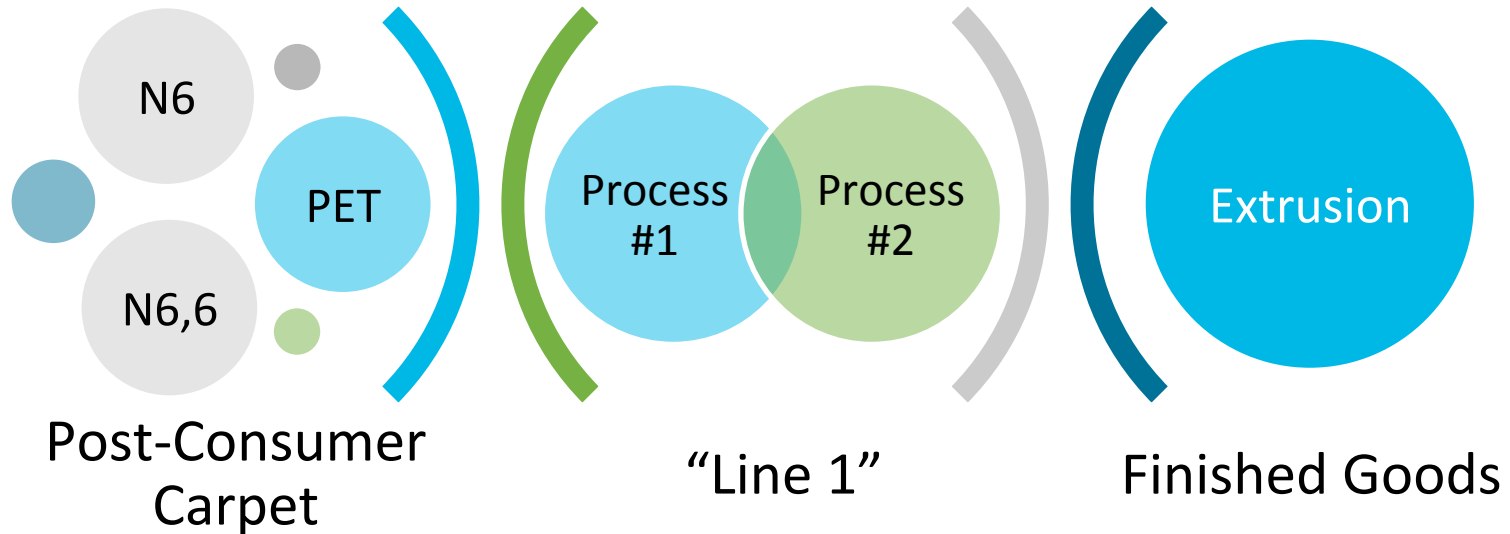 N6
PET
N6,6
Post-Consumer
Carpet
Process
#1
Process
#2
“Line 1”
Extrusion
Finished Goods